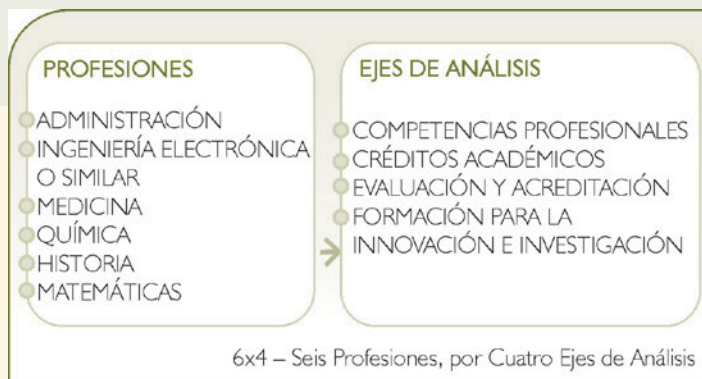 PROFESIONES
ADMINISTRACIÓN
INGENIERÍA ELECTRÓNICA
O SIMILAR
MEDICINA
QUÍMICA
HISTORIA
MATEMÁTICAS
EJES DE ANÁLISIS
COMPETENCIAS PROFESIONALES
CRÉDITOS ACADÉMICOS
EVALUACIÓN Y ACREDITACIÓN
FORMACIÓN PARA LA
INNOVACIÓN E INVESTIGACIÓN
6x4 – Seis Profesiones, por Cuatro Ejes de Análisis